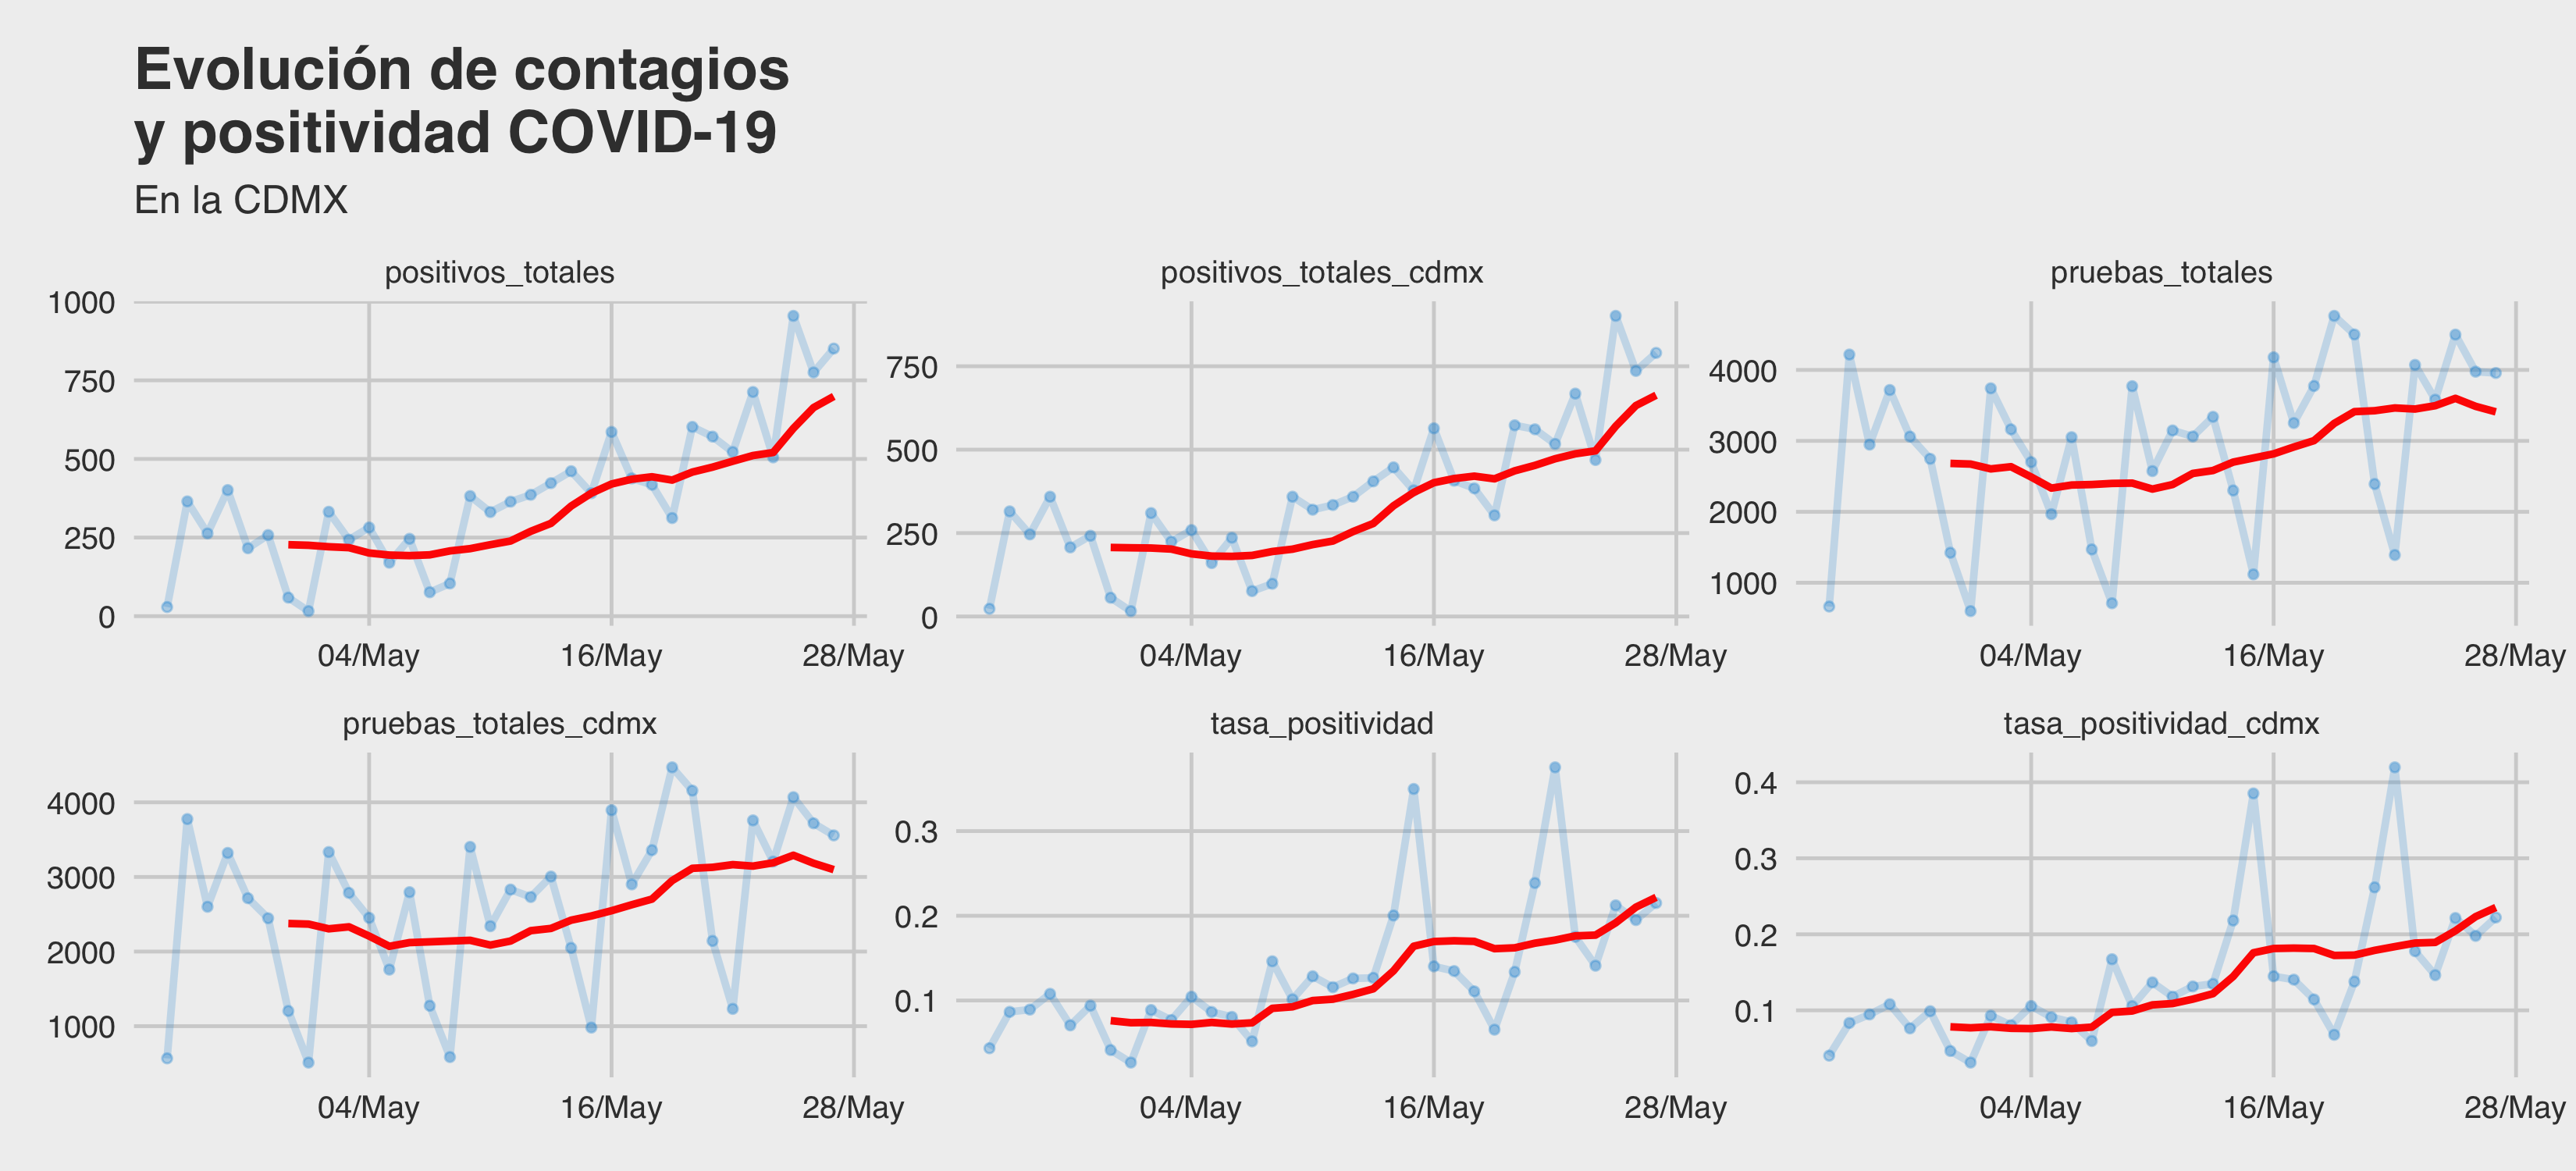 Evolución de contagios
y positividad COVID-19
En la CDMX
positivos_totales
1000
750
500
250
0
04/May 16/May 28/May
positivos_totales_cdmx
750
500
250
0
04/May 16/May 28/May
pruebas_totales
4000
3000
2000
1000
04/May 16/May 28/May
pruebas_totales_cdmx
4000
3000
2000
1000
04/May 16/May 28/May
tasa_positividad
0.3
0.2
0.1
04/May 16/May 28/May
tasa_positividad_cdmx
0.4
0.3
0.2
0.1
04/May 16/May 28/May